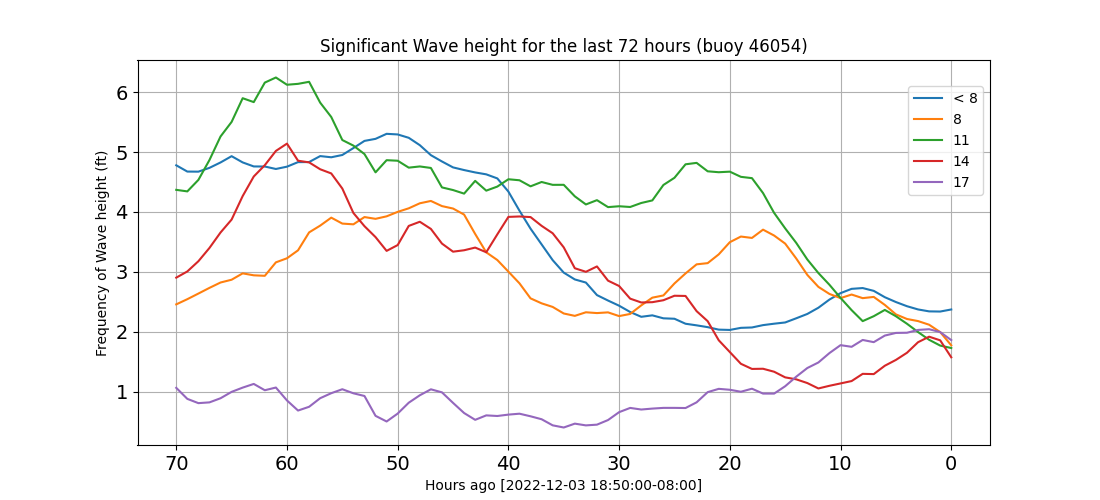 Significant Wave height for the last 72 hours (buoy 46054)
Frequency of Wave height (ft)
6
5
4
3
2
1
< 8
8
11
14
17
70 60 50 40 30 20 10 0
Hours ago [2022-12-03 18:50:00-08:00]